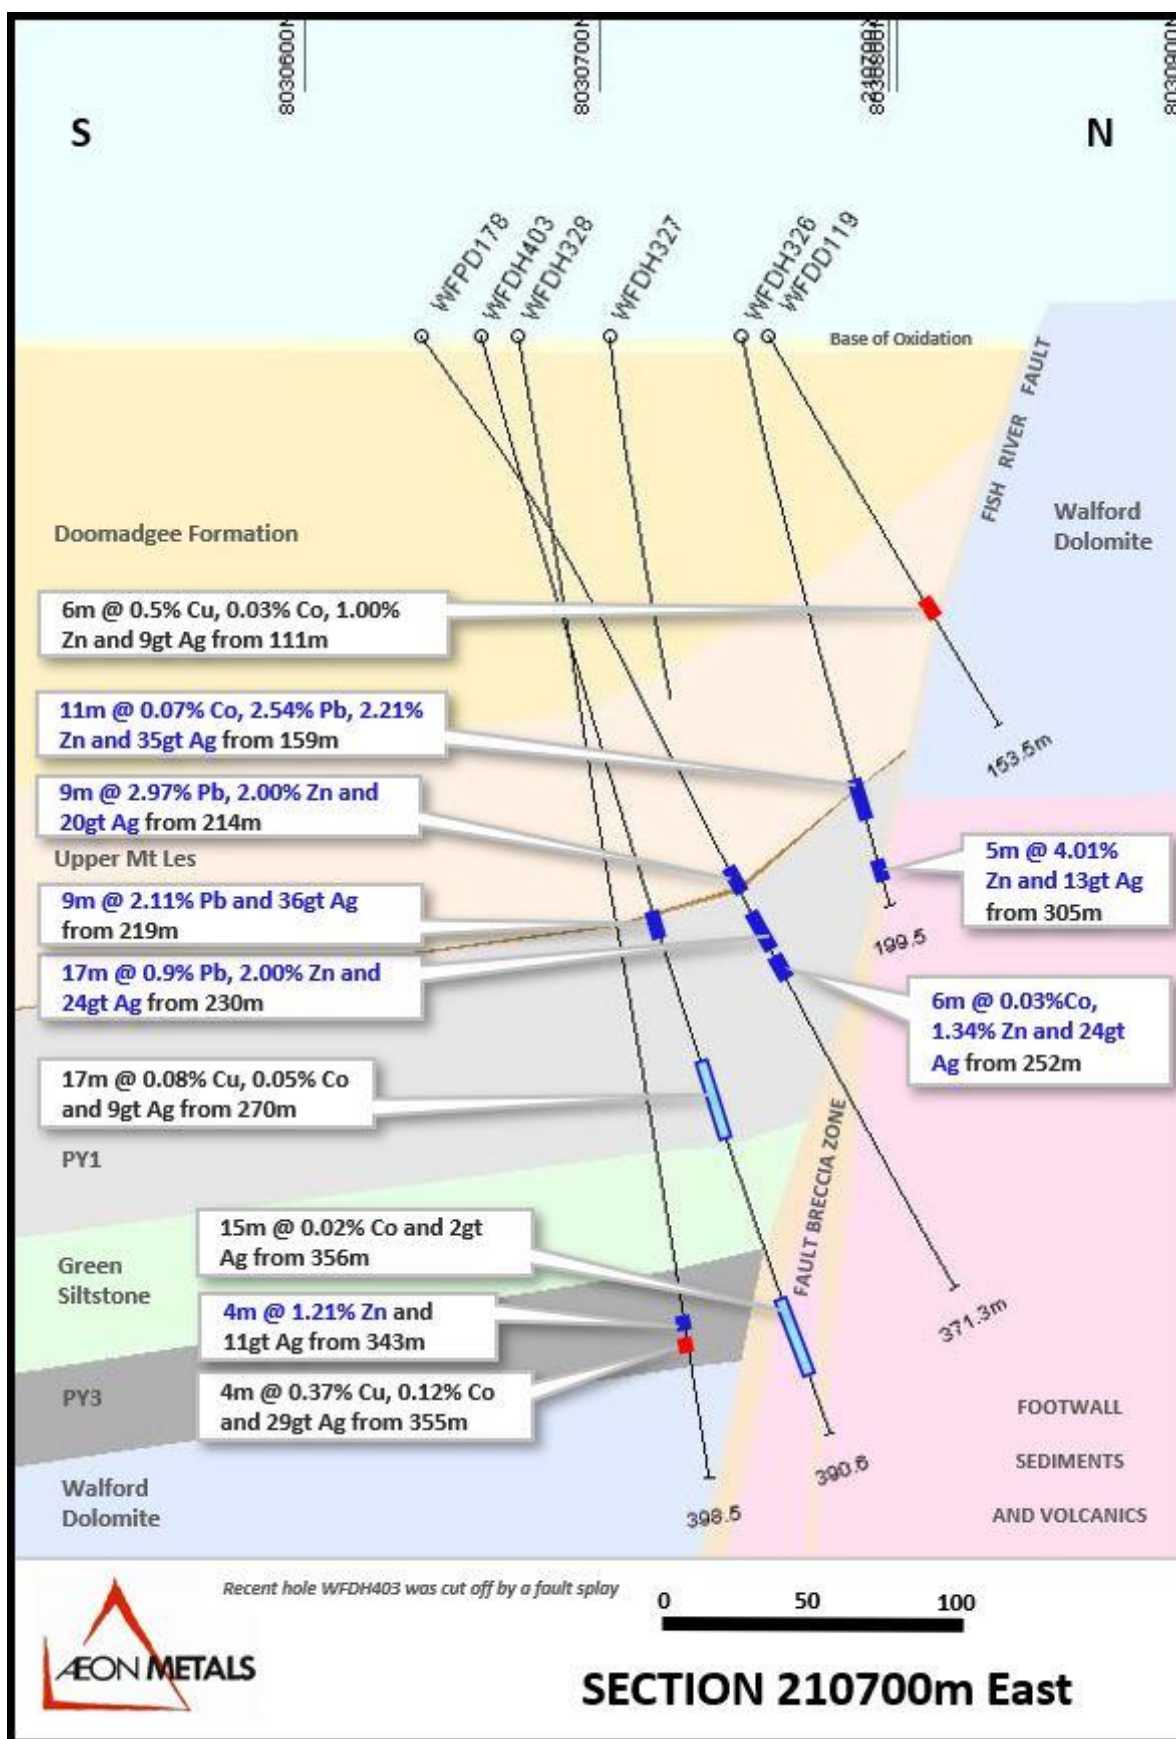 8030600N
8030700N
8030900N
S
N
WFPD178
WFDH403
WFDH328
WFDH327
WFDH326
WFDD119
Base of Oxidation
FISH RIVER FAULT
Doomadgee Formation
Walford
Dolomite
6m @ 0.5% Cu, 0.03% Co, 1.00%
Zn and 9gt Ag from 111m
11m @ 0.07% Co, 2.54% Pb, 2.21%
Zn and 35gt Ag from 159m
153.5m
9m @ 2.97% Pb, 2.00% Zn and
20gt Ag from 214m
Upper Mt Les
5m @ 4.01%
Zn and 13gt Ag
from 305m
9m @ 2.11% Pb and 36gt Ag
from 219m
199.5
17m @ 0.9% Pb, 2.00% Zn and
24gt Ag from 230m
6m @ 0.03%Co,
1.34% Zn and 24gt
Ag from 252m
17m @ 0.08% Cu, 0.05% Co
and 9gt Ag from 270m
PY1
FAULT BRECCIA ZONE
15m @ 0.02% Co and 2gt
Ag from 356m
Green
Siltstone
4m @ 1.21% Zn and
11gt Ag from 343m
371.3m
PY3
4m @ 0.37% Cu, 0.12% Co
and 29gt Ag from 355m
FOOTWALL
SEDIMENTS
AND VOLCANICS
390.6
Walford
Dolomite
398.5
Recent hole WFDH403 was cut off by a fault splay
0 50 100
ÆON METALS
SECTION 210700m East